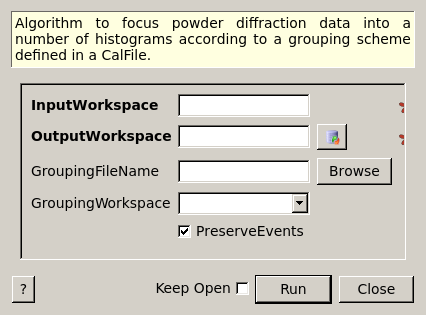 Algorithm to focus powder diffraction data into a
number of histograms according to a grouping scheme
defined in a CalFile.
InputWorkspace
OutputWorkspace
GroupingFileName Browse
GroupingWorkspace
PreserveEvents
? Keep Open Run Close